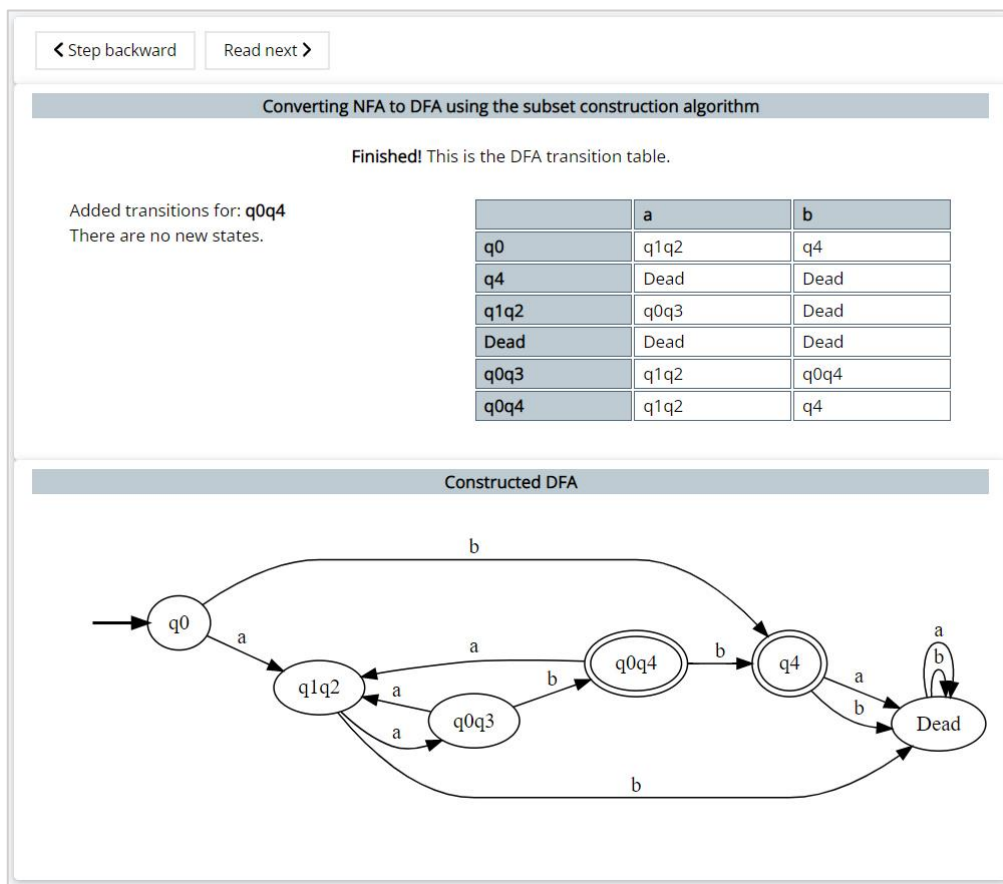 Step backward
Read next
Converting NFA to DFA using the subset construction algorithm
Finished! This is the DFA transition table.
Added transitions for: q0q4
There are no new states.
a b
q0 q1q2 q4
q4 Dead Dead
q1q2 q0q3 Dead
Dead Dead Dead
q0q3 q1q2 q0q4
q0q4 q1q2 q4
Constructed DFA
b
q0
a
q1q2
a
a
a
q0q3
b
q0q4
b
q4
a
b
a
b
Dead
b